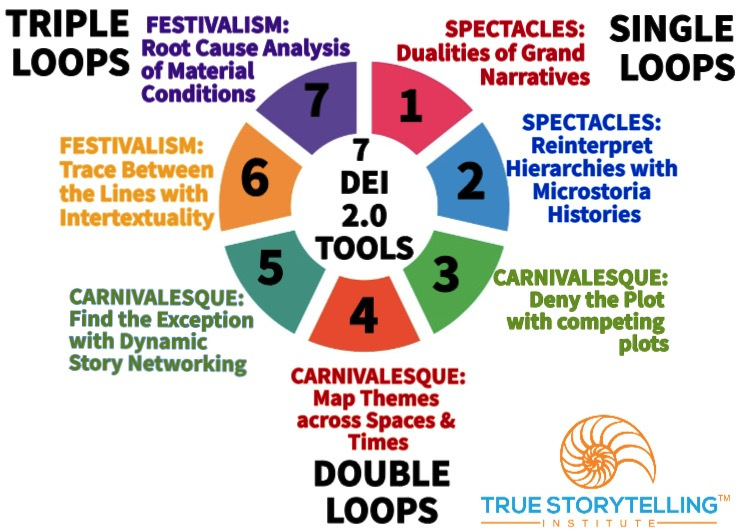 TRIPLE
LOOPS
FESTIVALISM:
Root Cause Analysis
of Material
Conditions
SPECTACLES:
Dualities of Grand
Narratives
SINGLE
LOOPS
7
1
FESTIVALISM:
Trace Between
the Lines with
Intertextuality
6
7
DEI
2.0
TOOLS
2
SPECTACLES:
Reinterpret
Hierarchies with
Microstoria
Histories
5
3
4
CARNIVALESQUE:
Find the Exception
with Dynamic
Story Networking
CARNIVALESQUE:
Deny the Plot
with competing
plots
CARNIVALESQUE:
Map Themes
across Spaces &
Times
DOUBLE
LOOPS
TRUE STORYTELLING™
INSTITUTE